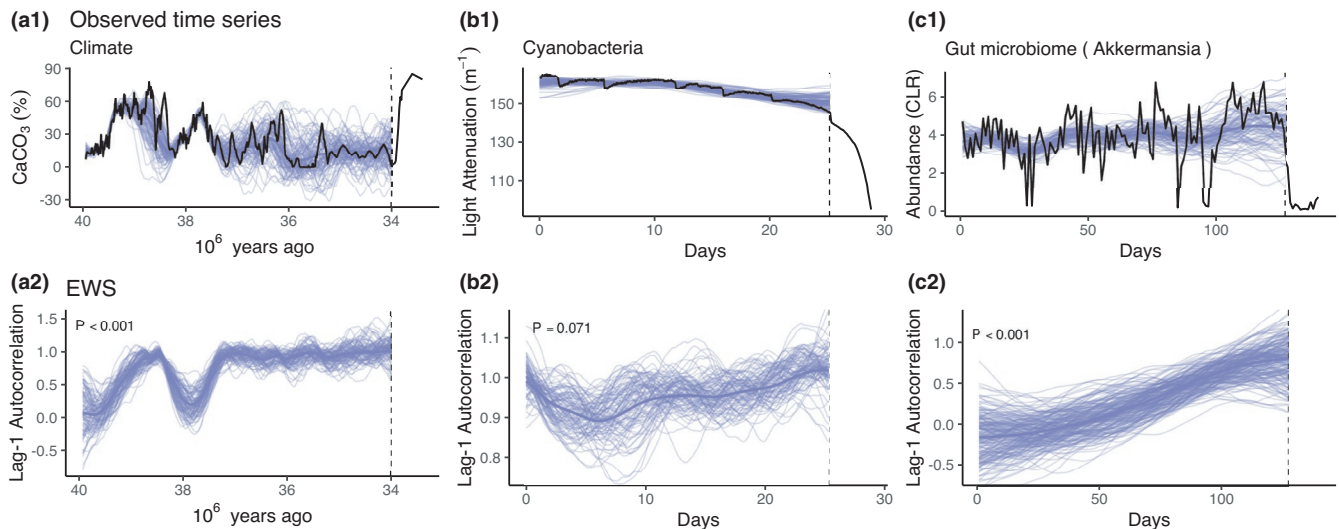 (a1) Observed time series
Climate
CaCO₃ (%)
90
60
30
0
-30
40
38
36
34
10⁶ years ago
(b1)
Cyanobacteria
Light Attenuation (m⁻¹)
150
130
110
0
10
20
30
Days
(c1)
Gut microbiome ( Akkermansia )
Abundance (CLR)
6
4
2
0
0
50
100
Days
(a2) EWS
P < 0.001
Lag-1 Autocorrelation
1.5
1.0
0.5
0.0
-0.5
40
38
36
34
10⁶ years ago
(b2)
P = 0.071
Lag-1 Autocorrelation
1.1
1.0
0.9
0.8
0
10
20
Days
(c2)
P < 0.001
Lag-1 Autocorrelation
1.0
0.5
0.0
-0.5
0
50
100
Days